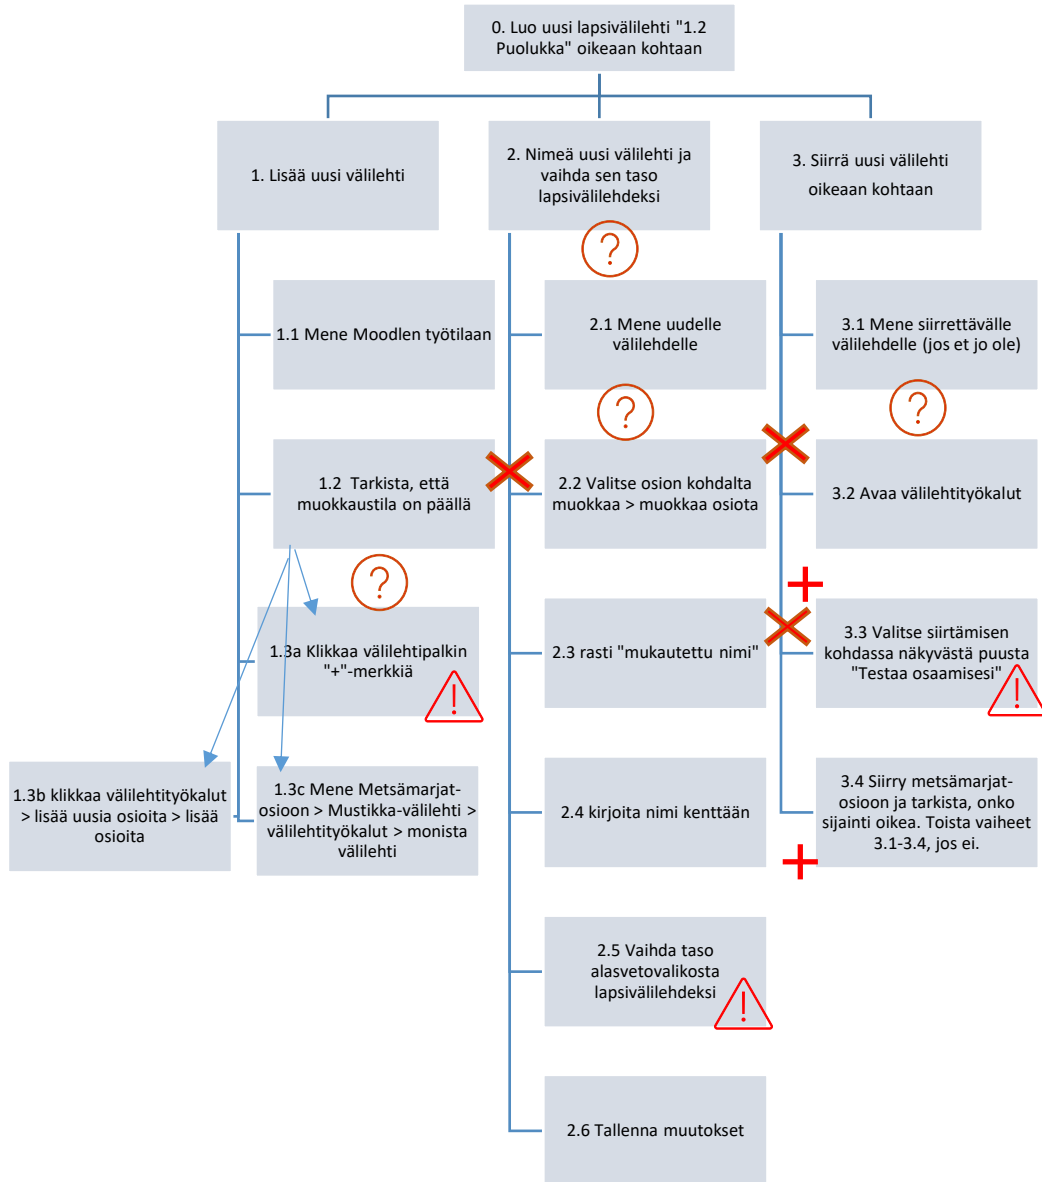 0. Luo uusi lapsivälilehti "1.2
Puolukka" oikeaan kohtaan
1. Lisää uusi välilehti
2. Nimeä uusi välilehti ja
vaihda sen taso
lapsivälilehdeksi
3. Siirrä uusi välilehti
oikeaan kohtaan
1.1 Mene Moodlen työtilaan
2.1 Mene uudelle
välilehdelle
3.1 Mene siirrettävälle
välilehdelle (jos et jo ole)
1.2 Tarkista, että
muokkaustila on päällä
2.2 Valitse osion kohdalta
muokkaa > muokkaa osiota
3.2 Avaa välilehtityökalut
1.3a Klikkaa välilehtipalkin
"+"-merkkiä
2.3 rasti "mukautettu nimi"
3.3 Valitse siirtämisen
kohdassa näkyvästä puusta
"Testaa osaamisesi"
1.3b klikkaa välilehtityökalut
> lisää uusia osioita > lisää
osioita
1.3c Mene Metsämarjat-
osioon > Mustikka-välilehti >
välilehtityökalut > monista
välilehti
2.4 kirjoita nimi kenttään
3.4 Siirry metsämarjat-
osioon ja tarkista, onko
sijainti oikea. Toista vaiheet
3.1-3.4, jos ei.
2.5 Vaihda taso
alasvetovalikosta
lapsivälilehdeksi
2.6 Tallenna muutokset